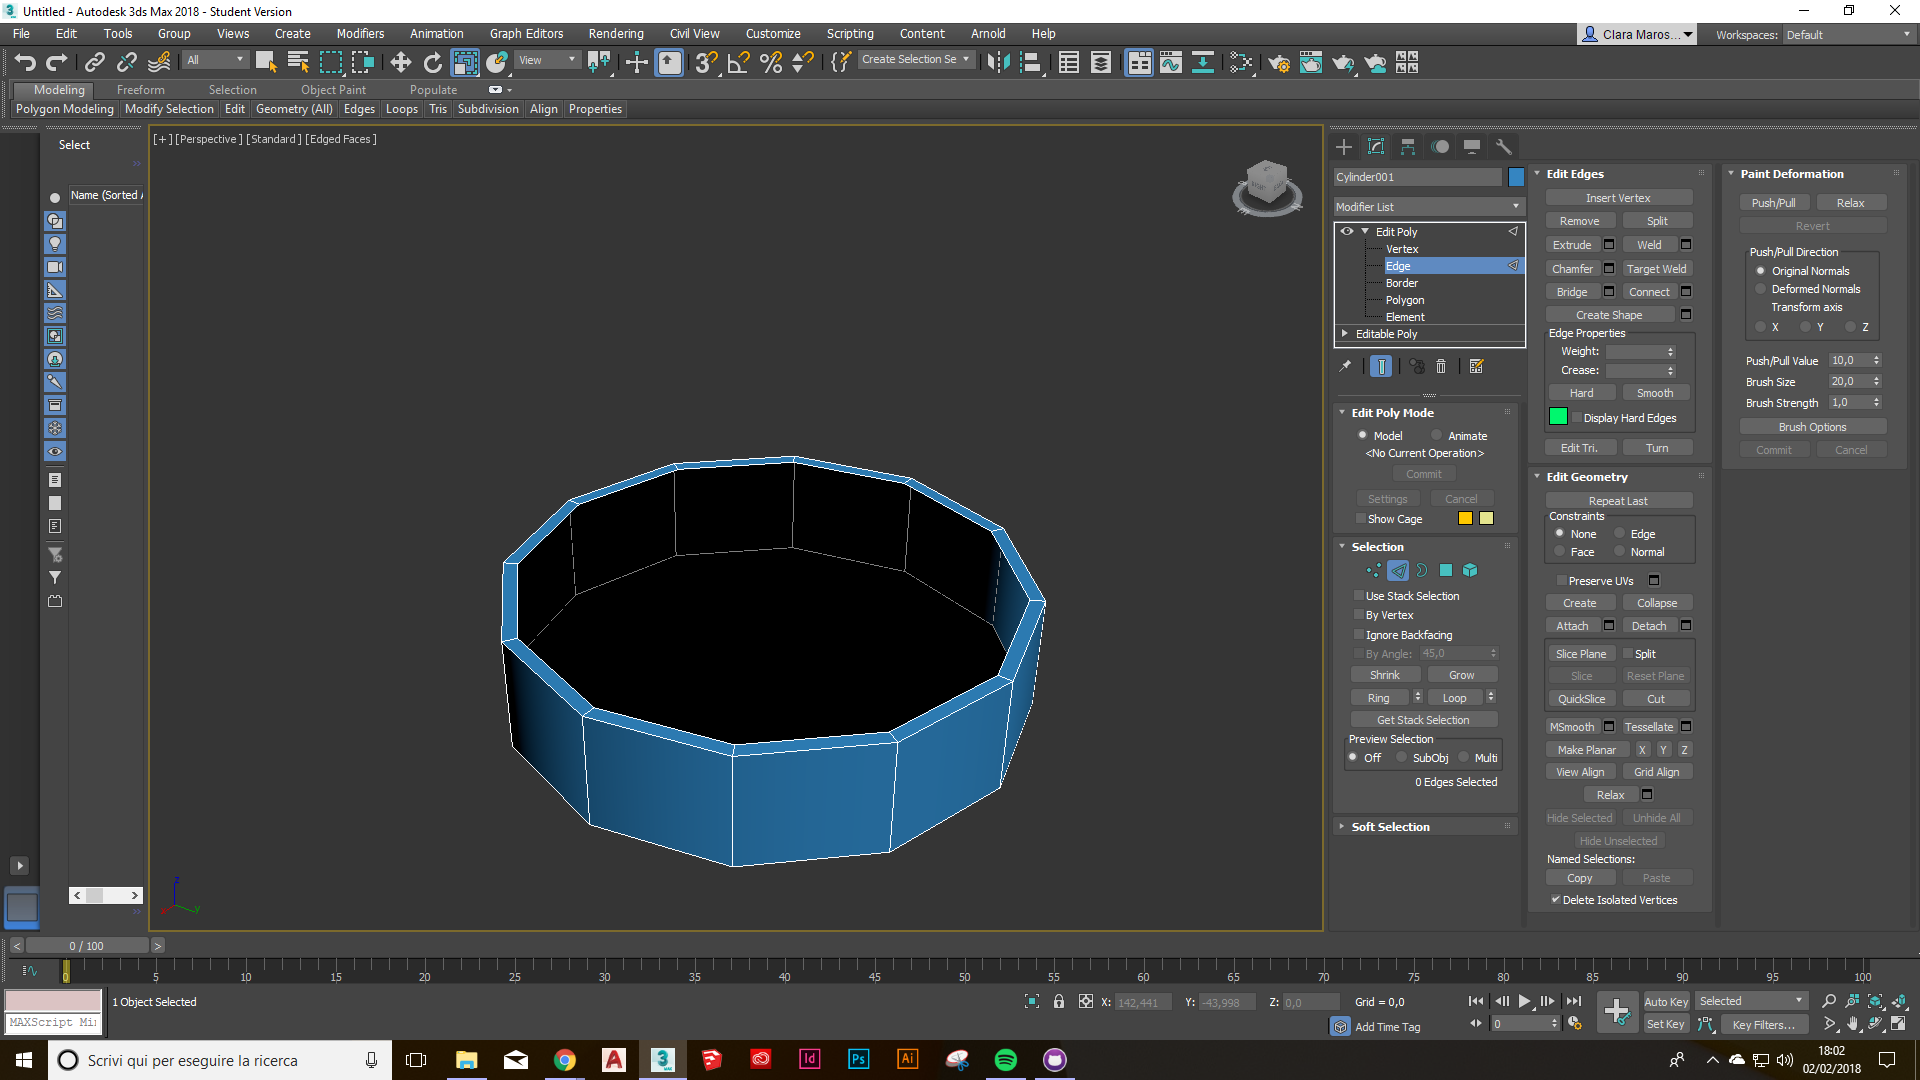 Untitled - Autodesk 3ds Max 2018 - Student Version
File Edit Tools Group Views Create Modifiers Animation Graph Editors Rendering Civil View Customize Scripting Content Arnold Help
Clara Maros... Workspaces: Default
All View Create Selection Se
Modeling Freeform Selection Object Paint Populate
Polygon Modeling Modify Selection Edit Geometry (All) Edges Loops Tris Subdivision Align Properties
Select
Name (Sorted A
[+] [Perspective] [Standard] [Edged Faces]
Cylinder001
Modifier List
Edit Poly
Vertex
Edge
Border
Polygon
Element
Editable Poly
Edit Poly Mode
Model Animate
<No Current Operation>
Commit
Settings Cancel
Show Cage
Selection
Use Stack Selection
By Vertex
Ignore Backfacing
By Angle: 45,0
Shrink Grow
Ring Loop
Get Stack Selection
Preview Selection
Off SubObj Multi
0 Edges Selected
Soft Selection
Edit Edges
Insert Vertex
Remove Split
Extrude Weld
Chamfer Target Weld
Bridge Connect
Create Shape
Edge Properties
Weight:
Crease:
Hard Smooth
Display Hard Edges
Edit Tri. Turn
Edit Geometry
Repeat Last
Constraints
None Edge
Face Normal
Preserve UVs
Create Collapse
Attach Detach
Slice Plane Split
Slice Reset Plane
QuickSlice Cut
MSmooth Tessellate
Make Planar X Y Z
View Align Grid Align
Relax
Hide Selected Unhide All
Hide Unselected
Named Selections:
Copy Paste
Delete Isolated Vertices
Paint Deformation
Push/Pull Relax
Revert
Push/Pull Direction
Original Normals
Deformed Normals
Transform axis
X Y Z
Push/Pull Value 10,0
Brush Size 20,0
Brush Strength 1,0
Brush Options
Commit Cancel
z
x y
< 0 / 100 >
0 5 10 15 20 25 30 35 40 45 50 55 60 65 70 75 80 85 90 95 100
1 Object Selected
X: 142,441 Y: -43,998 Z: 0,0 Grid = 0,0
Auto Key Selected
MAXScript Mi
Add Time Tag
0
Set Key Key Filters...
Scrivi qui per eseguire la ricerca
A 3 MAX Id Ps Ai
18:02
02/02/2018